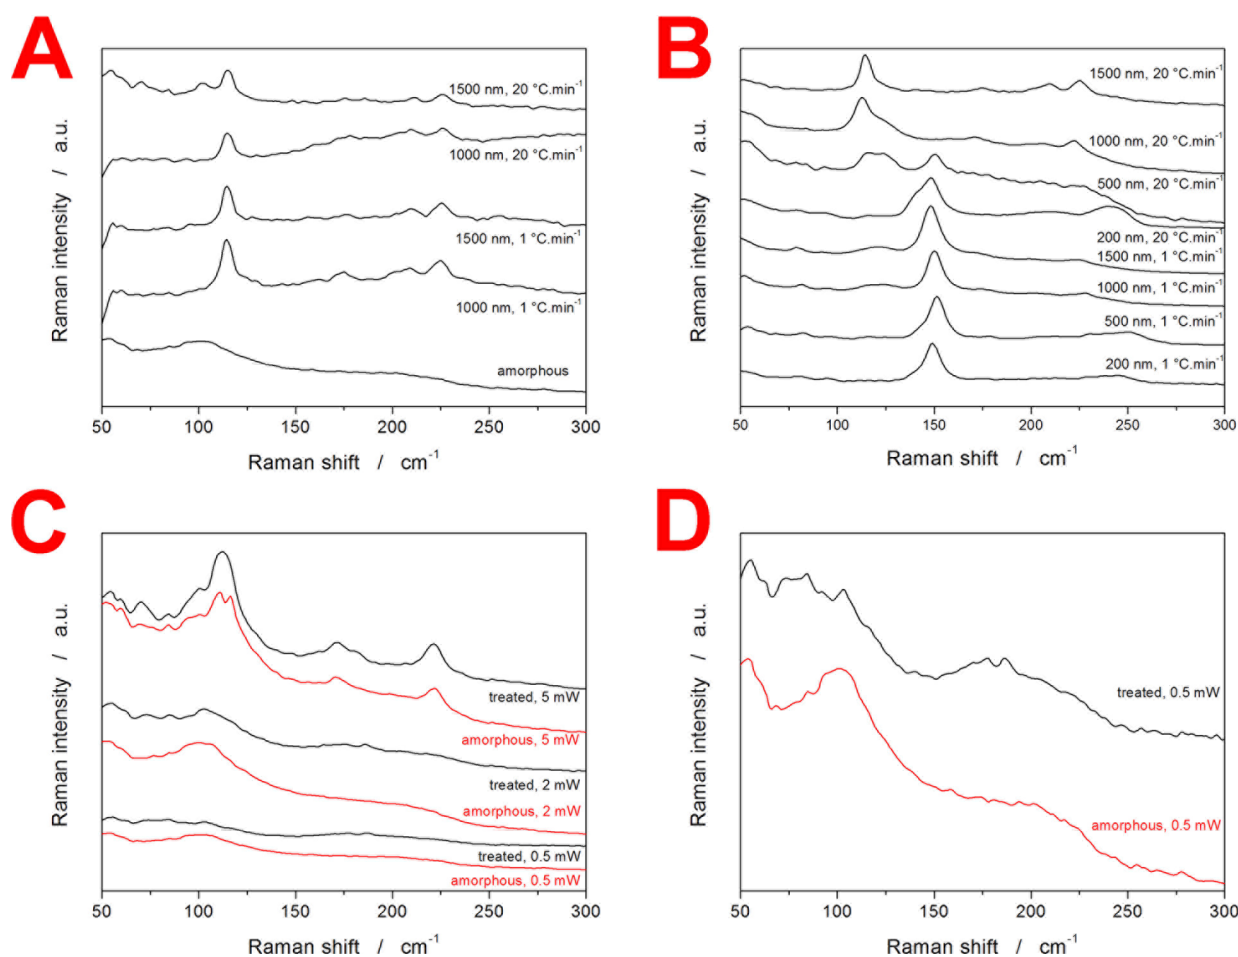 A
1500 nm, 20 °C.min⁻¹
1000 nm, 20 °C.min⁻¹
1500 nm, 1 °C.min⁻¹
1000 nm, 1 °C.min⁻¹
amorphous
Raman intensity / a.u.
50 100 150 200 250 300
Raman shift / cm⁻¹
B
1500 nm, 20 °C.min⁻¹
1000 nm, 20 °C.min⁻¹
500 nm, 20 °C.min⁻¹
200 nm, 20 °C.min⁻¹
1500 nm, 1 °C.min⁻¹
1000 nm, 1 °C.min⁻¹
500 nm, 1 °C.min⁻¹
200 nm, 1 °C.min⁻¹
Raman intensity / a.u.
50 100 150 200 250 300
Raman shift / cm⁻¹
C
treated, 5 mW
amorphous, 5 mW
treated, 2 mW
amorphous, 2 mW
treated, 0.5 mW
amorphous, 0.5 mW
Raman intensity / a.u.
50 100 150 200 250 300
Raman shift / cm⁻¹
D
treated, 0.5 mW
amorphous, 0.5 mW
Raman intensity / a.u.
50 100 150 200 250 300
Raman shift / cm⁻¹